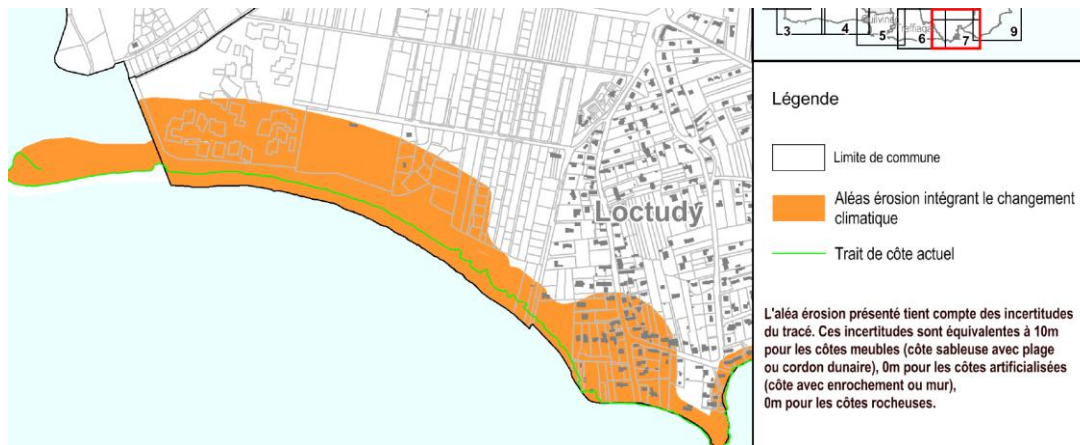 3
4
5
6
7
9
Loctudy
Légende
Limite de commune
Aléas érosion intégrant le changement
climatique
Trait de côte actuel
L'aléa érosion présenté tient compte des incertitudes
du tracé. Ces incertitudes sont équivalentes à 10m
pour les côtes meubles (côte sableuse avec plage
ou cordon dunaire), 0m pour les côtes artificialisées
(côte avec enrochement ou mur),
0m pour les côtes rocheuses.